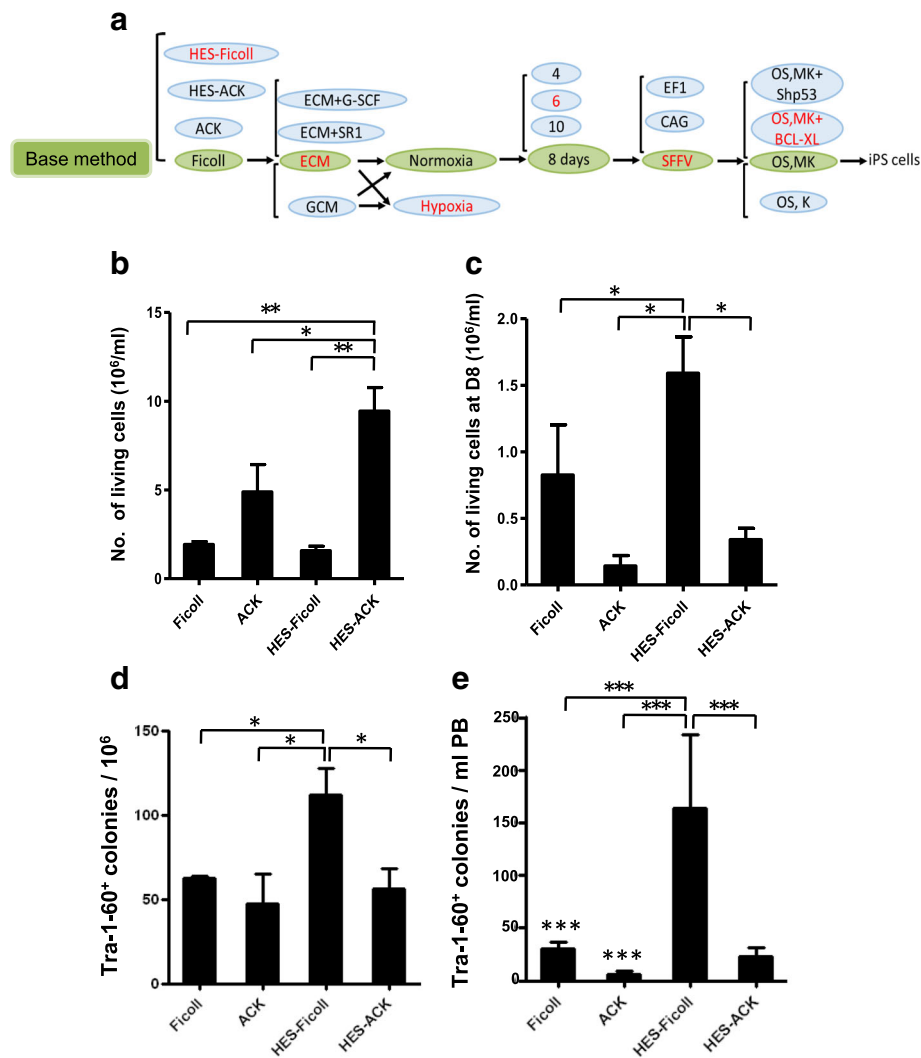 a
HES-Ficoll
HES-ACK
ACK
Base method
Ficoll
ECM+G-SCF
ECM+SR1
ECM
GCM
Normoxia
Hypoxia
4
6
10
8 days
EF1
CAG
SFFV
OS,MK+
Shp53
OS,MK+
BCL-XL
OS,MK
OS, K
iPS cells
b
No. of living cells (10⁶/ml)
15
10
5
0
**
*
**
Ficoll
ACK
HES-Ficoll
HES-ACK
c
No. of living cells at D8 (10⁶/ml)
2.0
1.5
1.0
0.5
0.0
*
*
*
Ficoll
ACK
HES-Ficoll
HES-ACK
d
Tra-1-60⁺ colonies / 10⁶
150
100
50
0
*
*
*
Ficoll
ACK
HES-Ficoll
HES-ACK
e
Tra-1-60⁺ colonies / ml PB
250
200
150
100
50
0
***
***
***
***
***
Ficoll
ACK
HES-Ficoll
HES-ACK